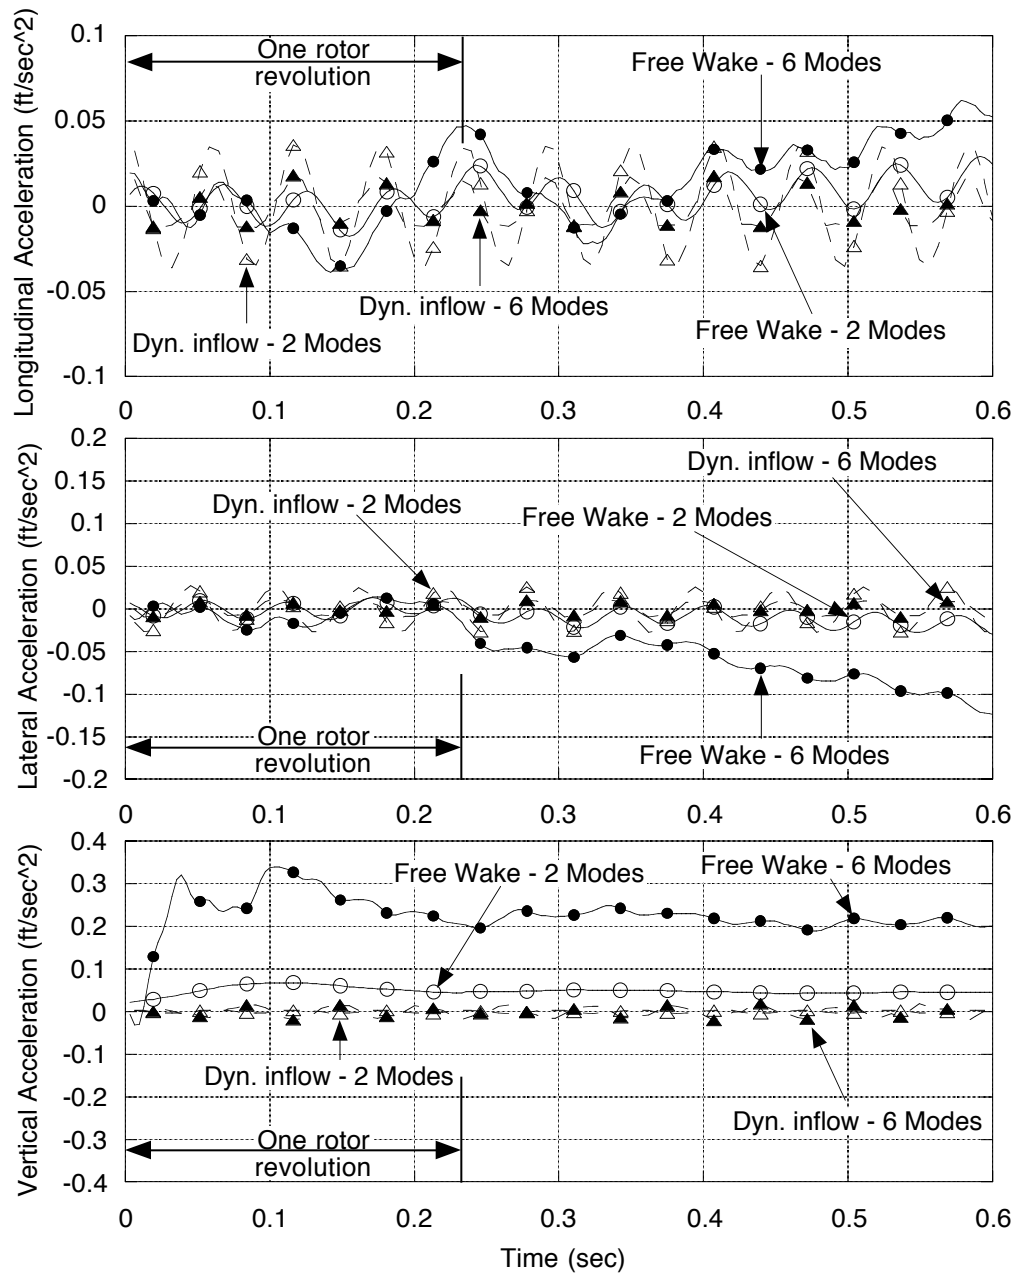 Longitudinal Acceleration (ft/sec^2)
0.1
0.05
0
-0.05
-0.1
One rotor
revolution
Free Wake - 6 Modes
Dyn. inflow - 6 Modes
Free Wake - 2 Modes
Dyn. inflow - 2 Modes
0 0.1 0.2 0.3 0.4 0.5 0.6
Lateral Acceleration (ft/sec^2)
0.2
0.15
0.1
0.05
0
-0.05
-0.1
-0.15
-0.2
Dyn. inflow - 6 Modes
Dyn. inflow - 2 Modes
Free Wake - 2 Modes
One rotor
revolution
Free Wake - 6 Modes
0 0.1 0.2 0.3 0.4 0.5 0.6
Vertical Acceleration (ft/sec^2)
0.4
0.3
0.2
0.1
0
-0.1
-0.2
-0.3
-0.4
Free Wake - 2 Modes
Free Wake - 6 Modes
Dyn. inflow - 2 Modes
Dyn. inflow - 6 Modes
One rotor
revolution
0 0.1 0.2 0.3 0.4 0.5 0.6
Time (sec)